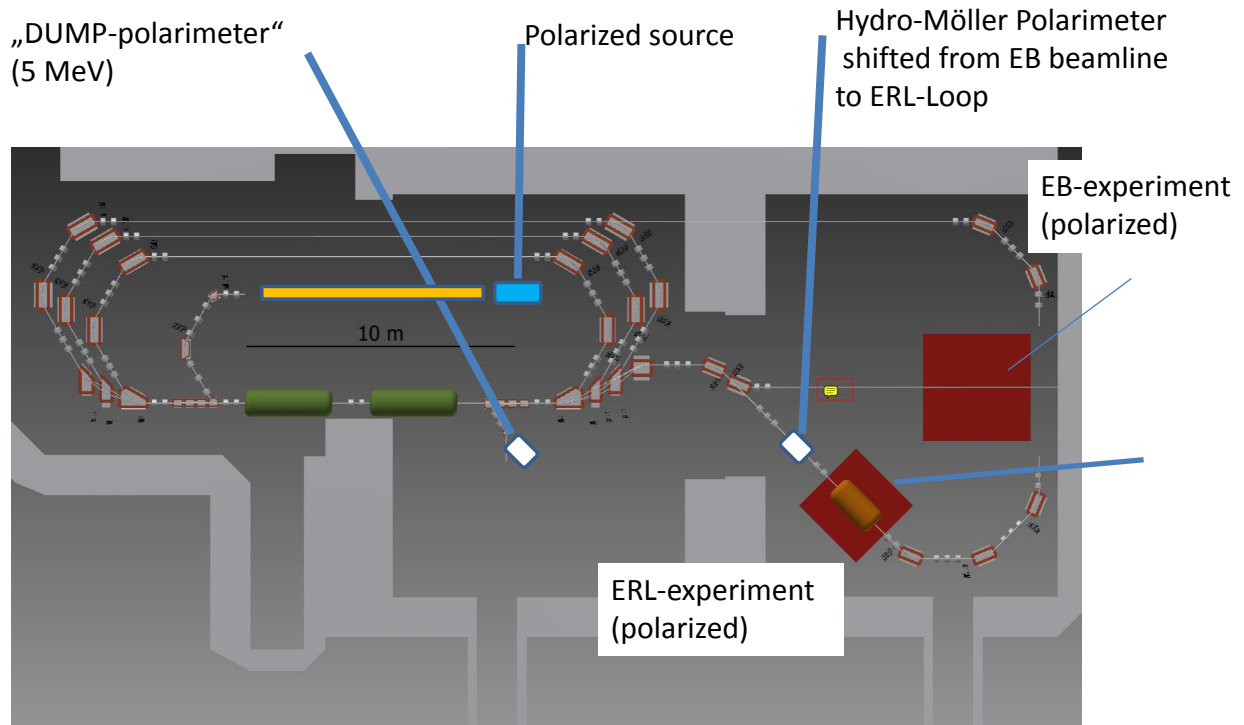 „DUMP-polarimeter“
(5 MeV)
Polarized source
Hydro-Möller Polarimeter
shifted from EB beamline
to ERL-Loop
EB-experiment
(polarized)
10 m
ERL-experiment
(polarized)